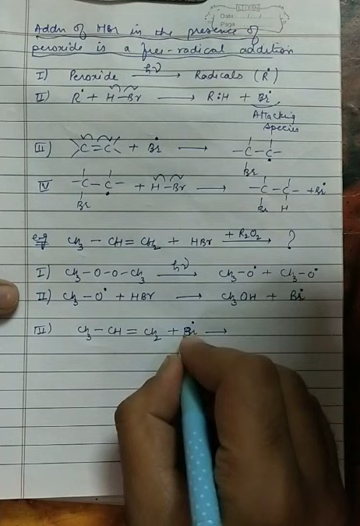 Addn of HBr in the presence of
peroxide is a free-radical addition
I) Peroxide —hν→ Radicals (R•)
II) R• + H–Br → R:H + Br•
Attacking
Species
III) >C=C< + Br• → –C–C–
Br
IV –C–C– + H–Br → –C–C– + Br•
Br Br H
e.g CH3 – CH = CH2 + HBr —+ R2O2→ ?
I) CH3–O–O–CH3 —hν→ CH3–O• + CH3–O•
II) CH3–O• + HBr → CH3OH + Br•
III) CH3–CH = CH2 + Br• →